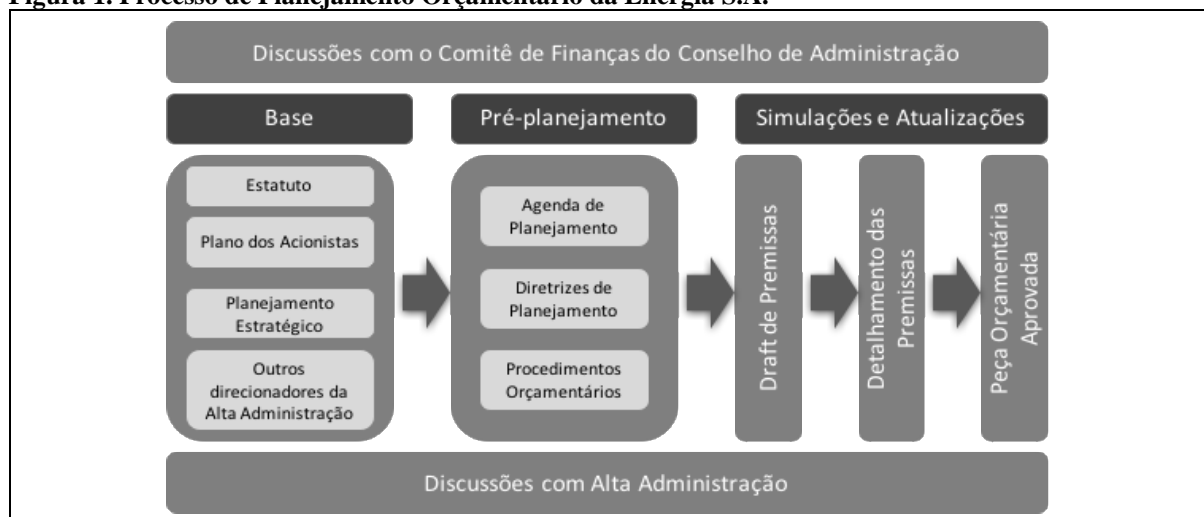 Figura 1. Processo de Planejamento Orçamentário da Energia S.A.
Discussões com o Comitê de Finanças do Conselho de Administração
Base
Pré-planejamento
Simulações e Atualizações
Estatuto
Plano dos Acionistas
Planejamento
Estratégico
Outros
direcionadores da
Alta Administração
Agenda de
Planejamento
Diretrizes de
Planejamento
Procedimentos
Orçamentários
Draft de Premissas
Detalhamento das
Premissas
Peça Orçamentária
Aprovada
Discussões com Alta Administração